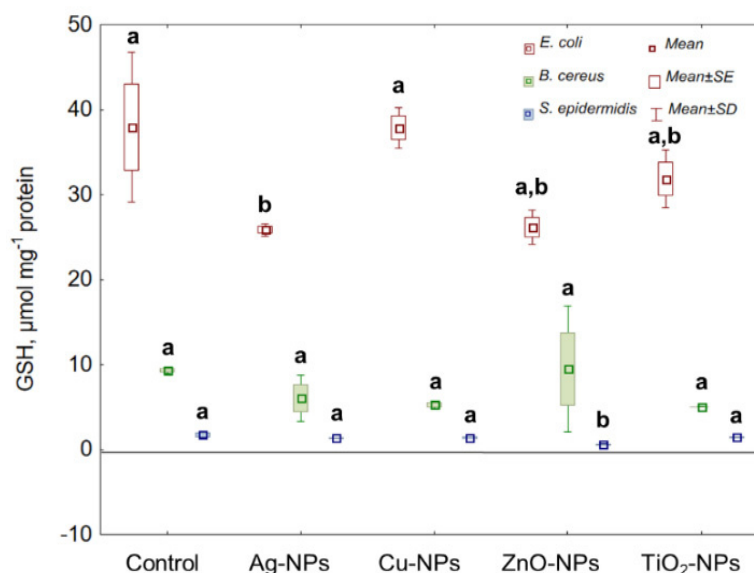 50
40
30
20
10
0
-10
GSH, µmol mg⁻¹ protein
E. coli Mean
B. cereus Mean±SE
S. epidermidis Mean±SD
a
a
a
b
a
a
a
a
a
a,b
a
b
a,b
a
a
Control Ag-NPs Cu-NPs ZnO-NPs TiO₂-NPs